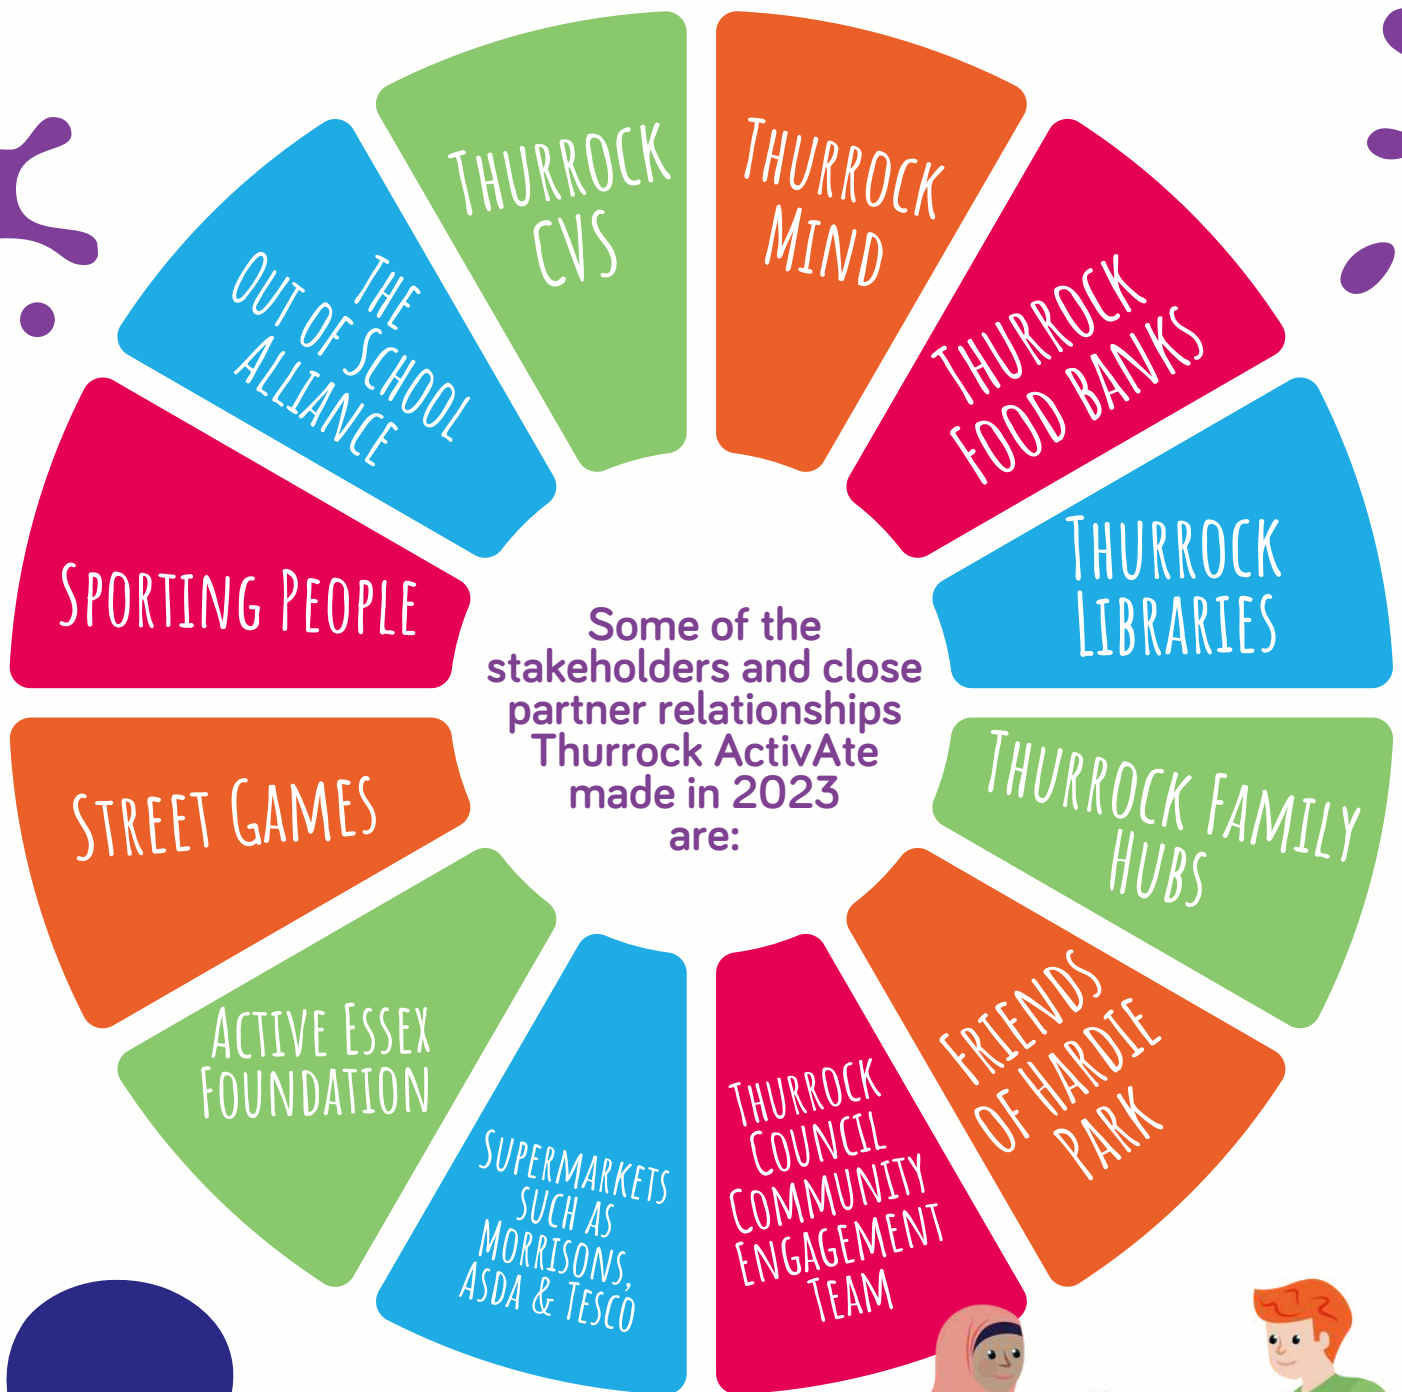 Some of the
stakeholders and close
partner relationships
Thurrock ActivAte
made in 2023
are:
Thurrock
Mind
Thurrock
Food banks
Thurrock
Libraries
Thurrock Family
Hubs
Friends
of Hardie
Park
Thurrock
Council
Community
Engagement
Team
Supermarkets
such as
Morrisons,
Asda & Tesco
Active Essex
Foundation
Street Games
Sporting People
The
Out of School
Alliance
Thurrock
CVS